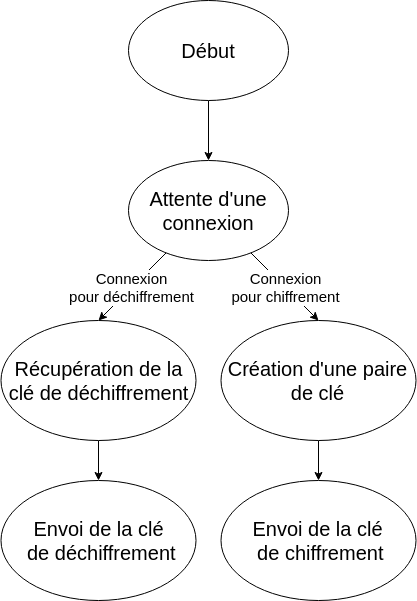 Début
Attente d'une
connexion
Connexion
pour déchiffrement
Connexion
pour chiffrement
Récupération de la
clé de déchiffrement
Création d'une paire
de clé
Envoi de la clé
de déchiffrement
Envoi de la clé
de chiffrement